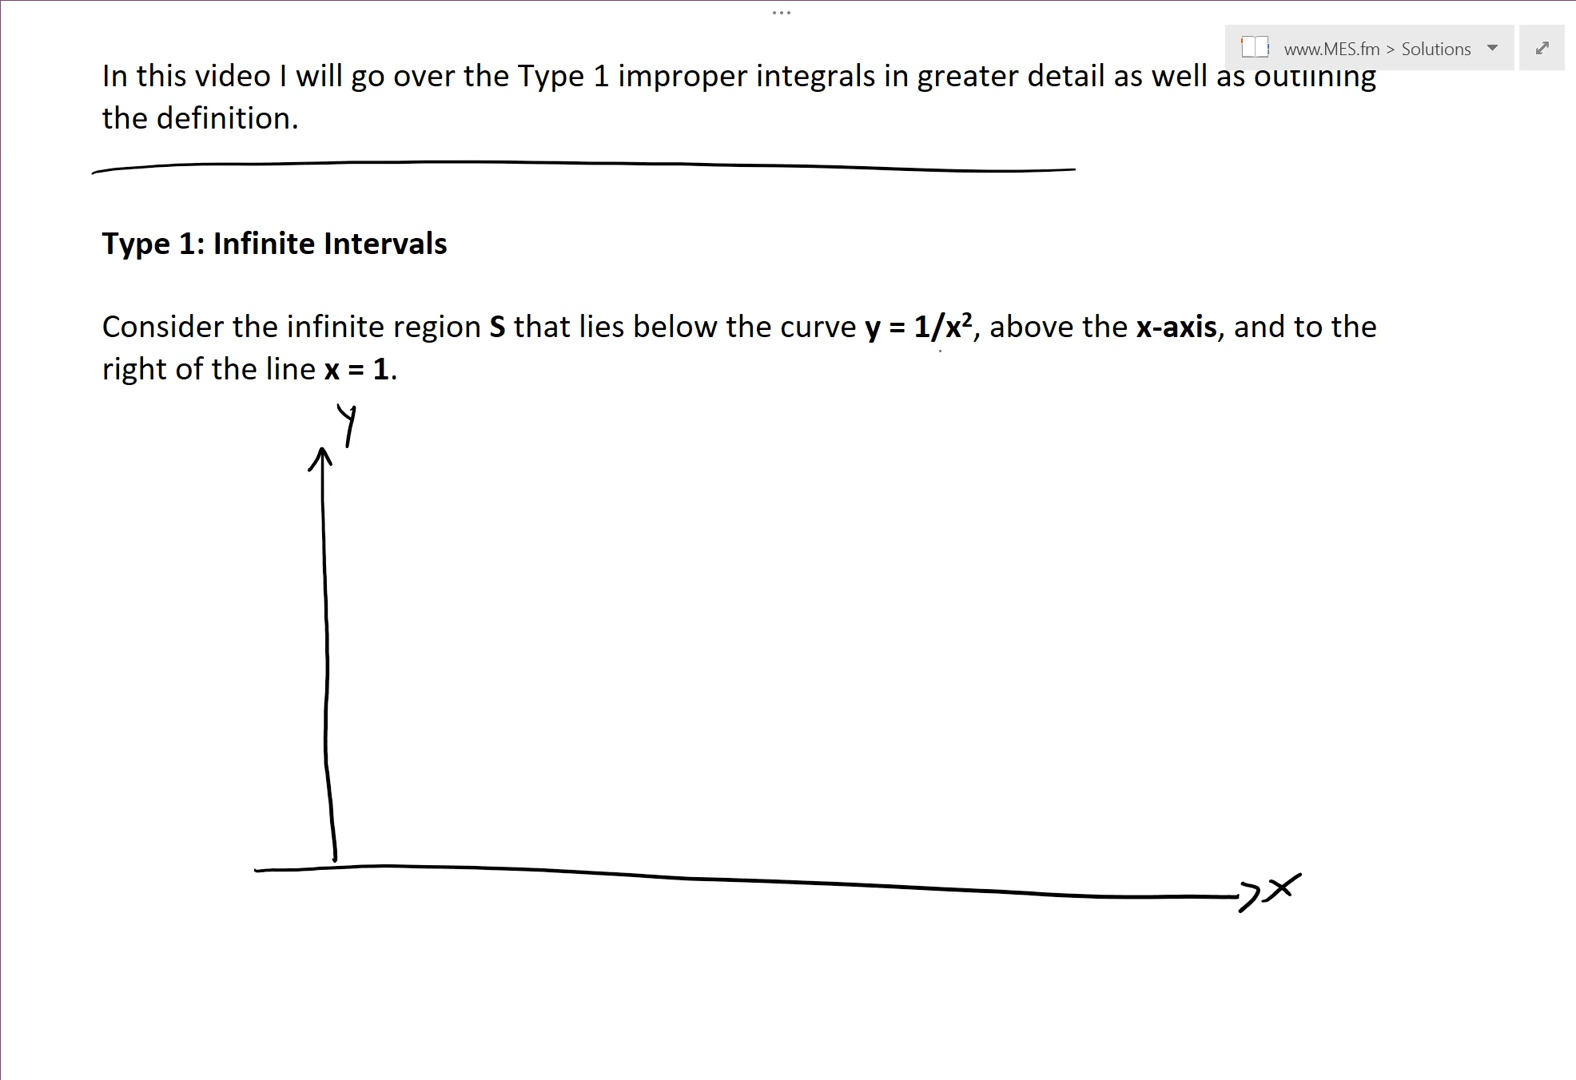 www.MES.fm > Solutions
In this video I will go over the Type 1 improper integrals in greater detail as well as outlining
the definition.
Type 1: Infinite Intervals
Consider the infinite region S that lies below the curve y = 1/x², above the x-axis, and to the
right of the line x = 1.
Y
X